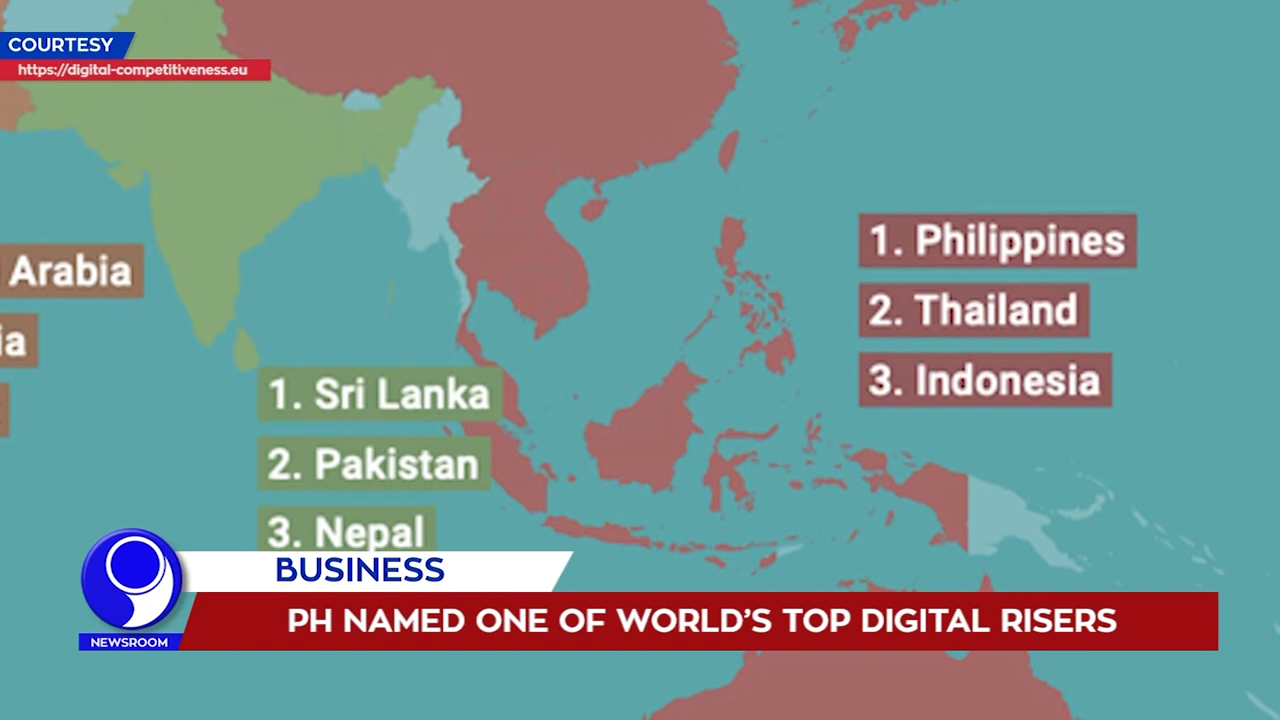 COURTESY
https://digital-competitiveness.eu
1. Philippines
2. Thailand
3. Indonesia
Arabia
ia
1. Sri Lanka
2. Pakistan
3. Nepal
BUSINESS
PH NAMED ONE OF WORLD'S TOP DIGITAL RISERS
NEWSROOM